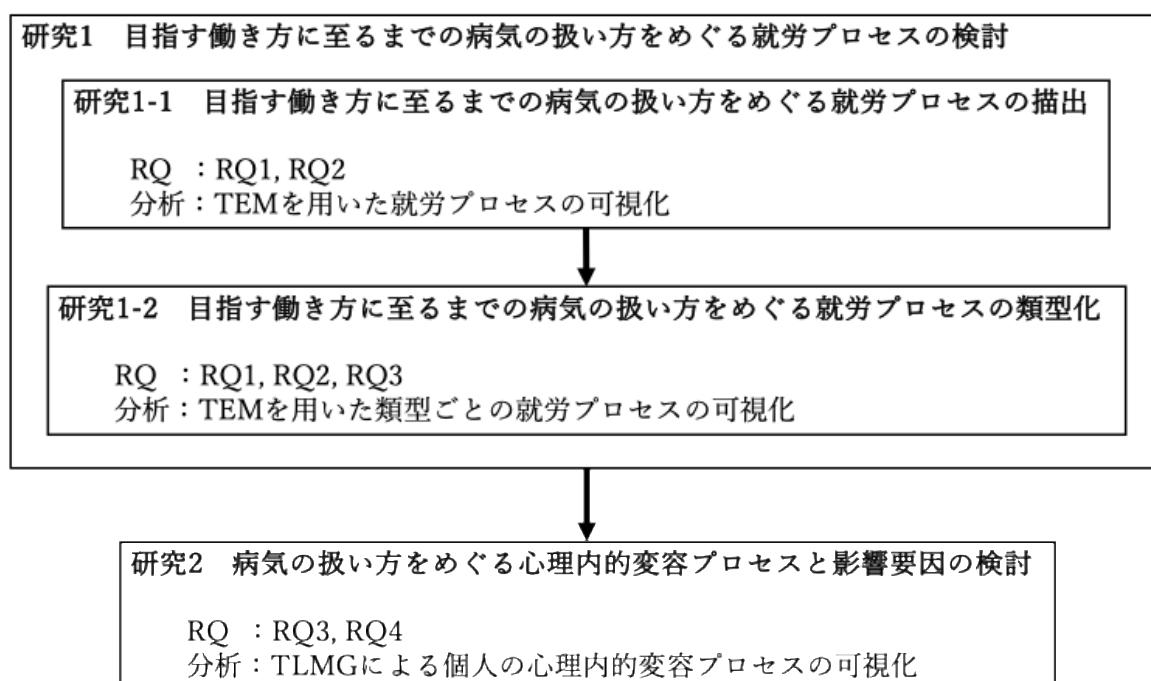 研究1　目指す働き方に至るまでの病気の扱い方をめぐる就労プロセスの検討
研究1-1　目指す働き方に至るまでの病気の扱い方をめぐる就労プロセスの描出
RQ ：RQ1, RQ2
分析：TEMを用いた就労プロセスの可視化
研究1-2　目指す働き方に至るまでの病気の扱い方をめぐる就労プロセスの類型化
RQ ：RQ1, RQ2, RQ3
分析：TEMを用いた類型ごとの就労プロセスの可視化
研究2　病気の扱い方をめぐる心理内的変容プロセスと影響要因の検討
RQ ：RQ3, RQ4
分析：TLMGによる個人の心理内的変容プロセスの可視化